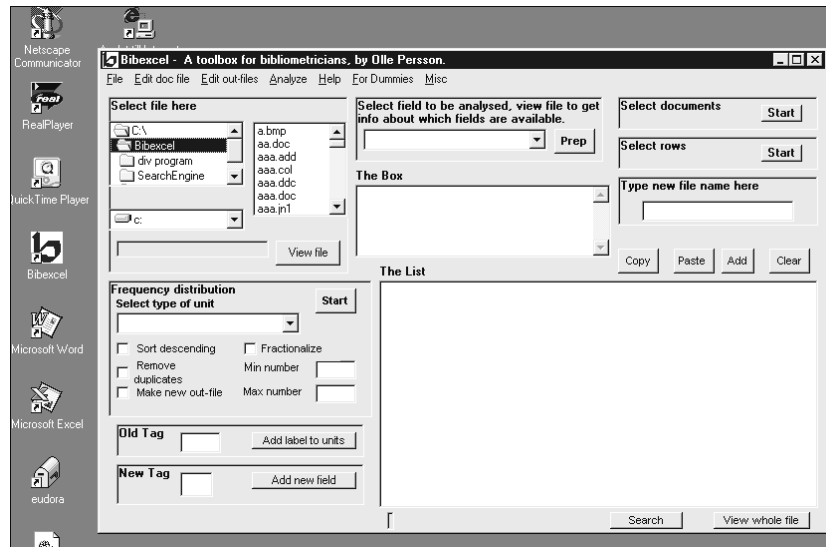 Netscape
Communicator
RealPlayer
QuickTime Player
Bibexcel
Microsoft Word
Microsoft Excel
eudora
Bibexcel - A toolbox for bibliometricians, by Olle Persson.
File Edit doc file Edit out-files Analyze Help For Dummies Misc
Select file here
C:\
Bibexcel
div program
SearchEngine
a.bmp
aa.doc
aaa.add
aaa.col
aaa.ddc
aaa.doc
aaa.jn1
c:
View file
Select field to be analysed, view file to get
info about which fields are available.
Prep
The Box
Select documents
Start
Select rows
Start
Type new file name here
Copy Paste Add Clear
The List
Frequency distribution
Select type of unit
Start
Sort descending
Fractionalize
Remove
duplicates
Min number
Make new out-file
Max number
Old Tag
Add label to units
New Tag
Add new field
Search
View whole file